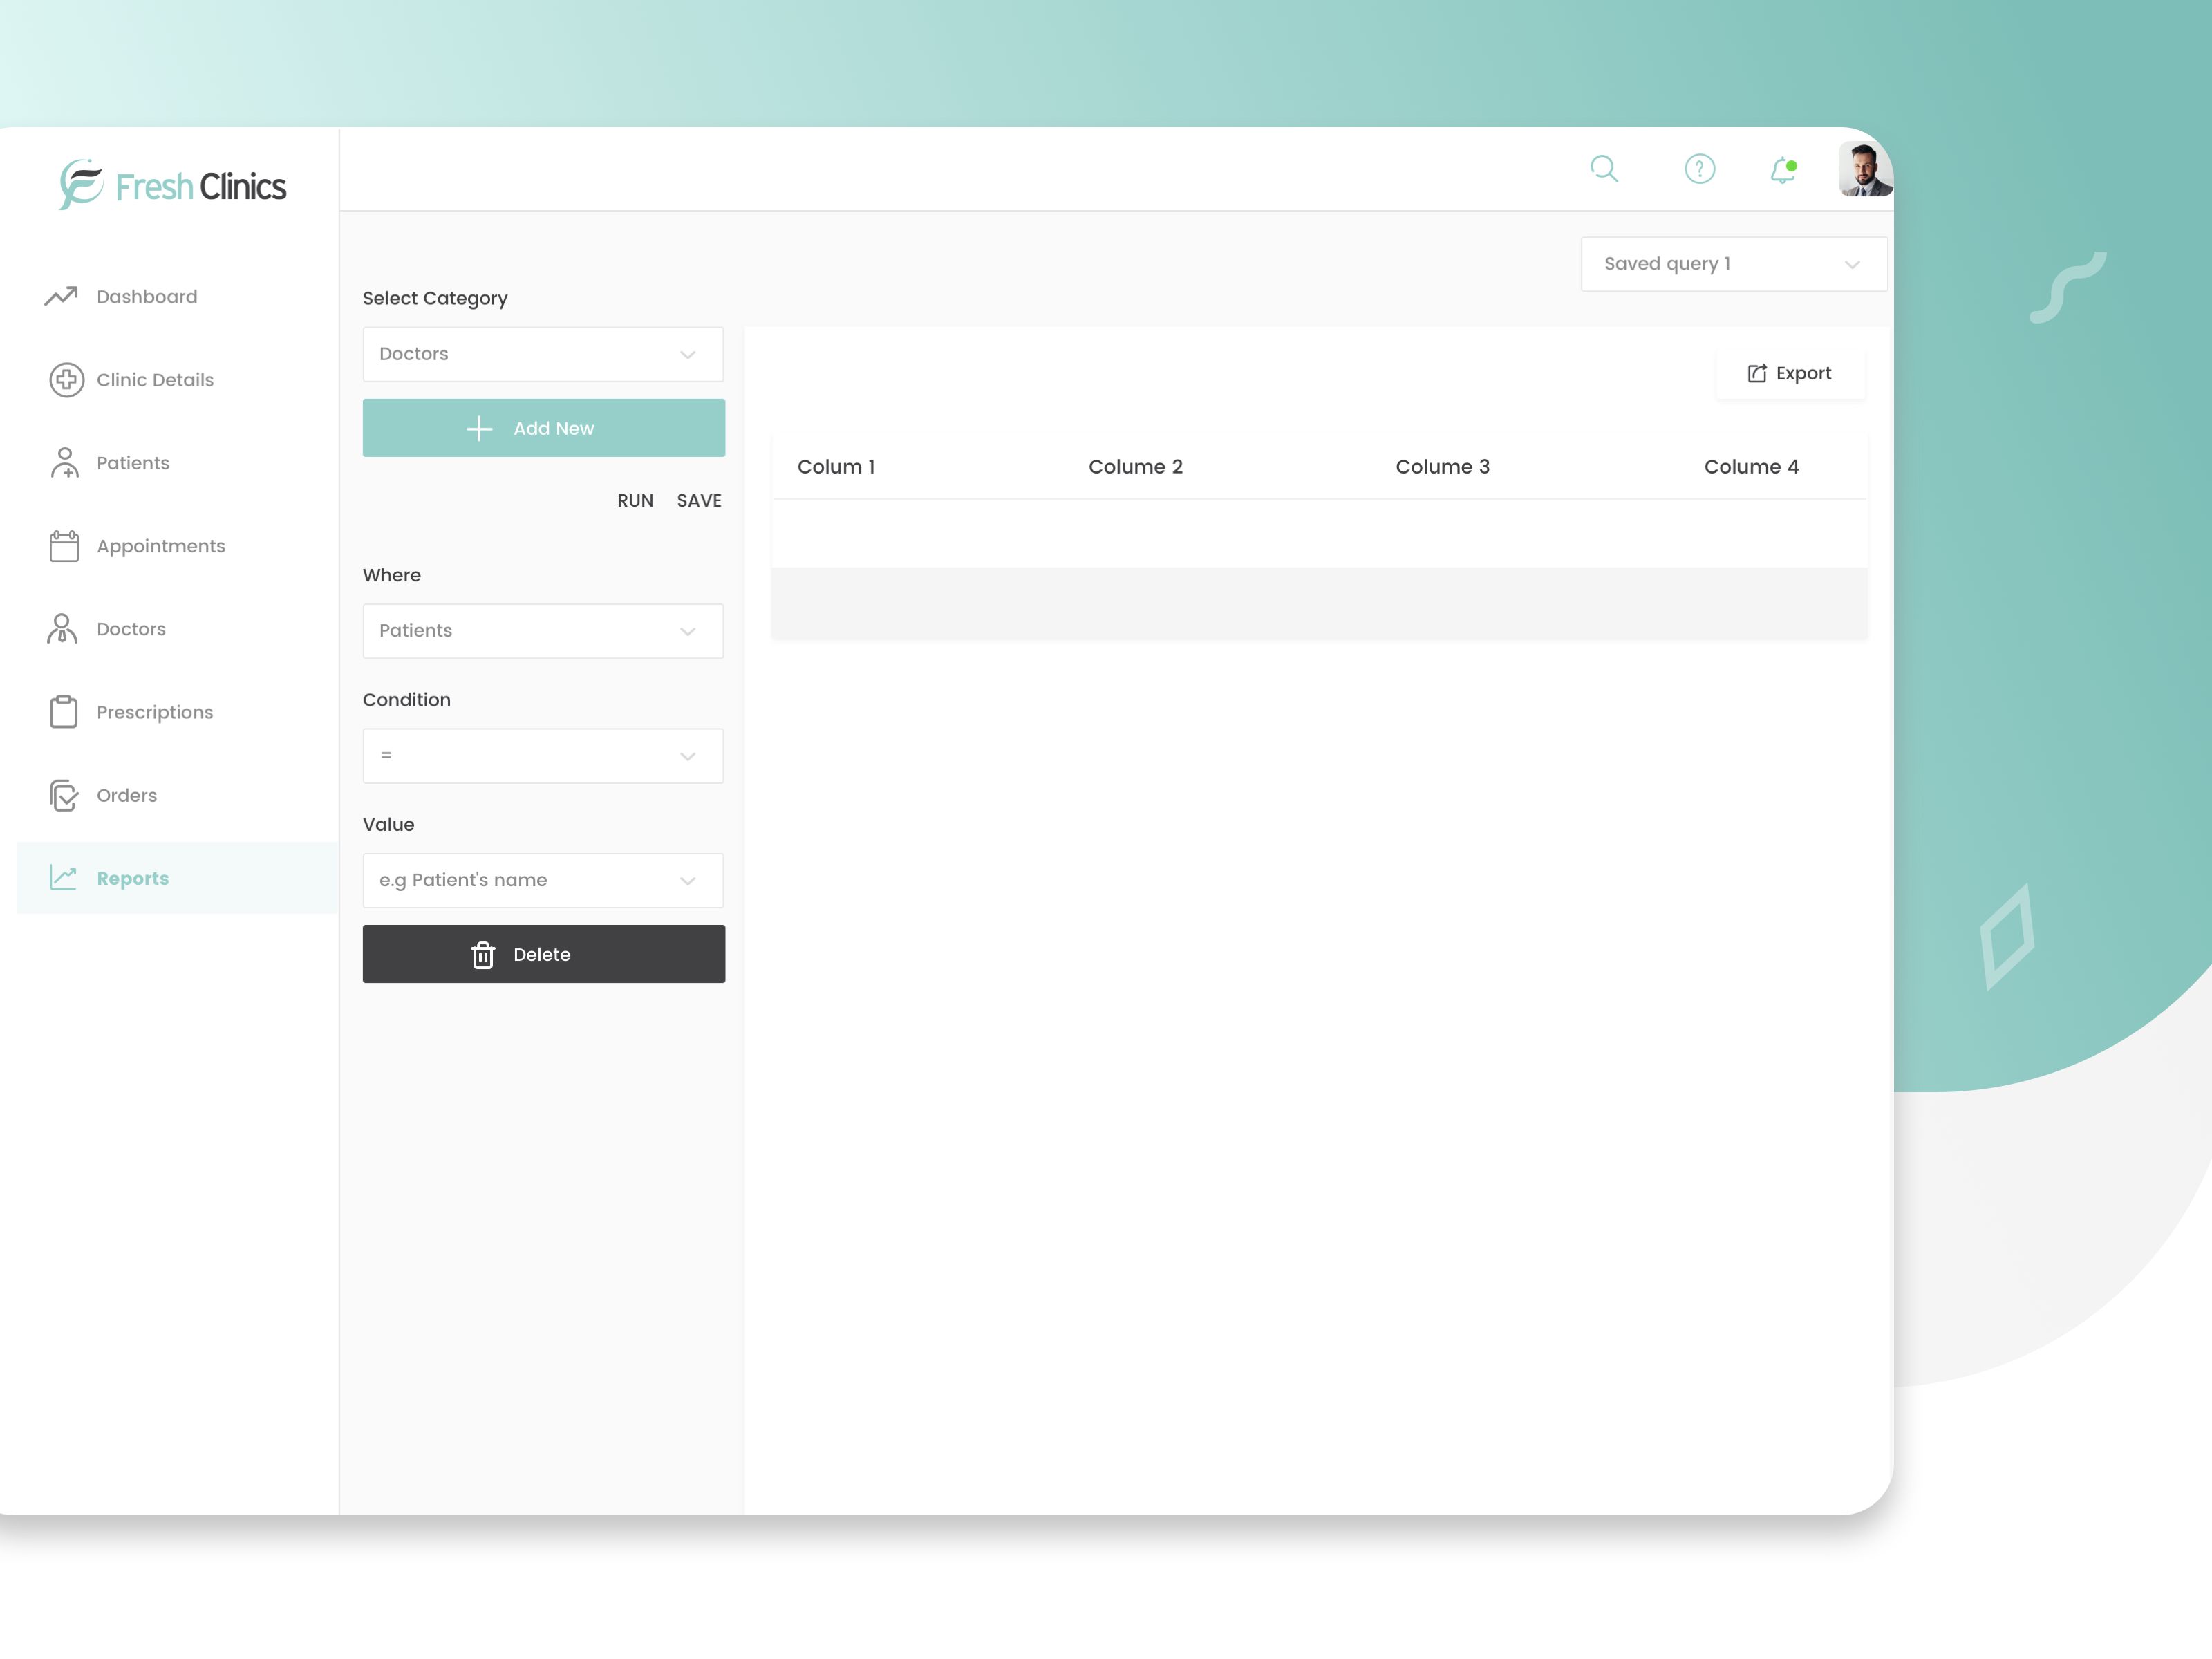 Fresh Clinics
Dashboard
Clinic Details
Patients
Appointments
Doctors
Prescriptions
Orders
Reports
Saved query 1
Select Category
Doctors
Add New
RUN SAVE
Where
Patients
Condition
=
Value
e.g Patient's name
Delete
Export
Colum 1 Colume 2 Colume 3 Colume 4